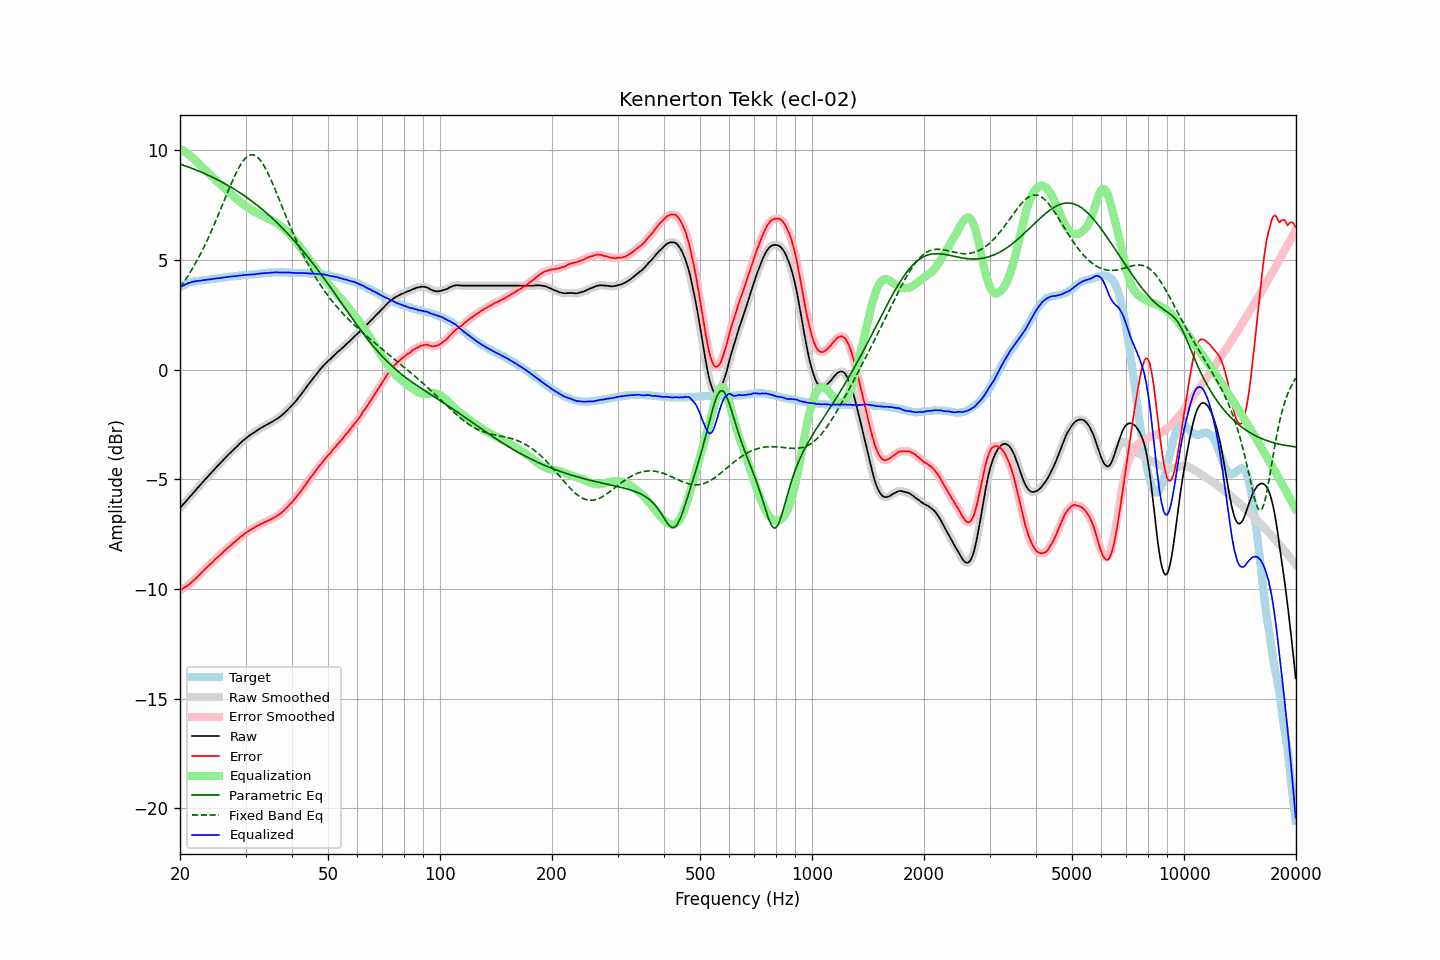 Kennerton Tekk (ecl-02)
Amplitude (dBr)
10
5
0
−5
−10
−15
−20
Target
Raw Smoothed
Error Smoothed
Raw
Error
Equalization
Parametric Eq
Fixed Band Eq
Equalized
20 50 100 200 500 1000 2000 5000 10000 20000
Frequency (Hz)